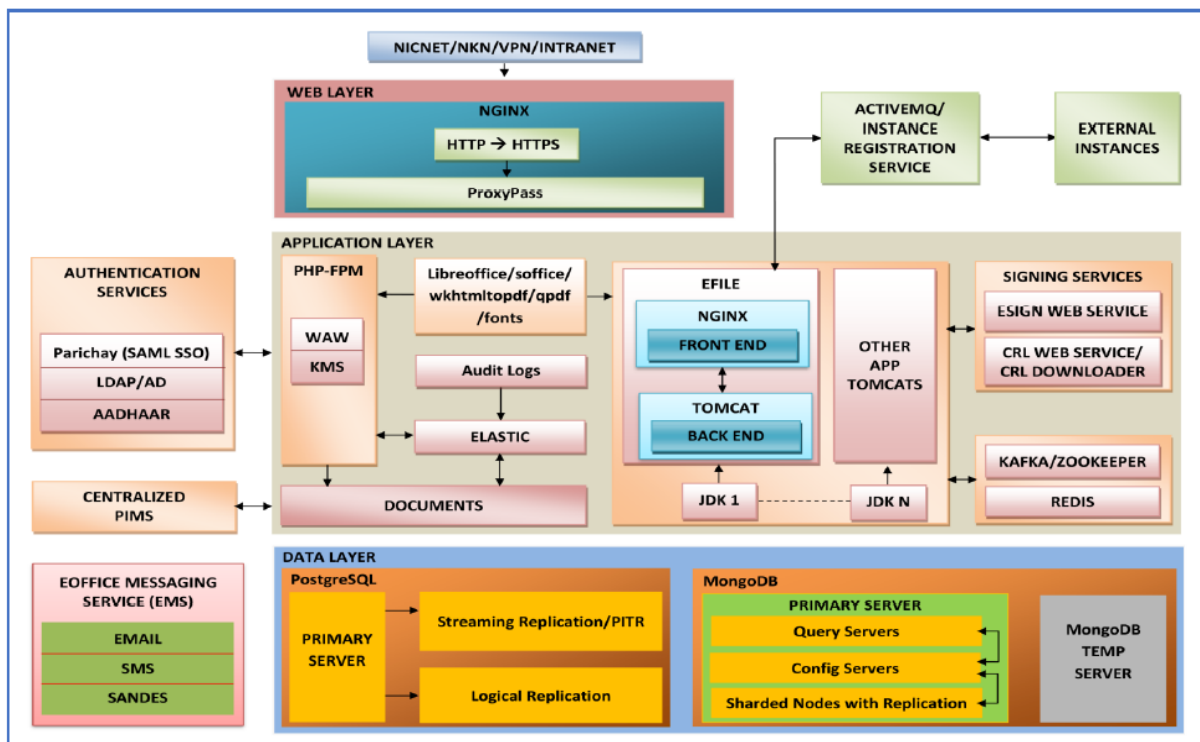 NICNET/NKN/VPN/INTRANET
WEB LAYER
NGINX
HTTP → HTTPS
ProxyPass
ACTIVEMQ/
INSTANCE
REGISTRATION
SERVICE
EXTERNAL
INSTANCES
AUTHENTICATION
SERVICES
Parichay (SAML SSO)
LDAP/AD
AADHAAR
CENTRALIZED
PIMS
EOFFICE MESSAGING
SERVICE (EMS)
EMAIL
SMS
SANDES
APPLICATION LAYER
PHP-FPM
WAW
KMS
Libreoffice/soffice/
wkhtmltopdf/qpdf
/fonts
Audit Logs
ELASTIC
DOCUMENTS
EFILE
NGINX
FRONT END
TOMCAT
BACK END
OTHER
APP
TOMCATS
JDK 1
JDK N
SIGNING SERVICES
ESIGN WEB SERVICE
CRL WEB SERVICE/
CRL DOWNLOADER
KAFKA/ZOOKEEPER
REDIS
DATA LAYER
PostgreSQL
PRIMARY
SERVER
Streaming Replication/PITR
Logical Replication
MongoDB
PRIMARY SERVER
Query Servers
Config Servers
Sharded Nodes with Replication
MongoDB
TEMP
SERVER